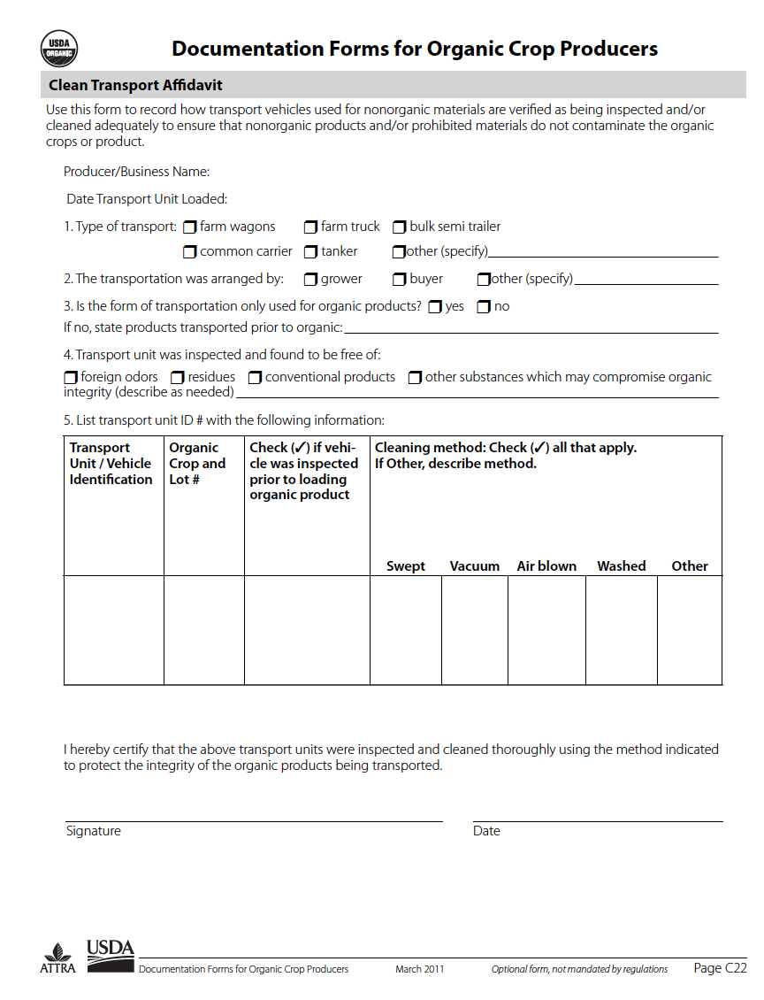 USDA
ORGANIC
Documentation Forms for Organic Crop Producers
Clean Transport Affidavit
Use this form to record how transport vehicles used for nonorganic materials are verified as being inspected and/or
cleaned adequately to ensure that nonorganic products and/or prohibited materials do not contaminate the organic
crops or product.
Producer/Business Name:
Date Transport Unit Loaded:
1. Type of transport: farm wagons farm truck bulk semi trailer
common carrier tanker other (specify)
2. The transportation was arranged by: grower buyer other (specify)
3. Is the form of transportation only used for organic products? yes no
If no, state products transported prior to organic:
4. Transport unit was inspected and found to be free of:
foreign odors residues conventional products other substances which may compromise organic
integrity (describe as needed)
5. List transport unit ID # with the following information:
Transport
Unit / Vehicle
Identification
Organic
Crop and
Lot #
Check (✓) if vehi-
cle was inspected
prior to loading
organic product
Cleaning method: Check (✓) all that apply.
If Other, describe method.
Swept Vacuum Air blown Washed Other
I hereby certify that the above transport units were inspected and cleaned thoroughly using the method indicated
to protect the integrity of the organic products being transported.
Signature Date
ATTRA
USDA
Documentation Forms for Organic Crop Producers March 2011 Optional form, not mandated by regulations Page C22